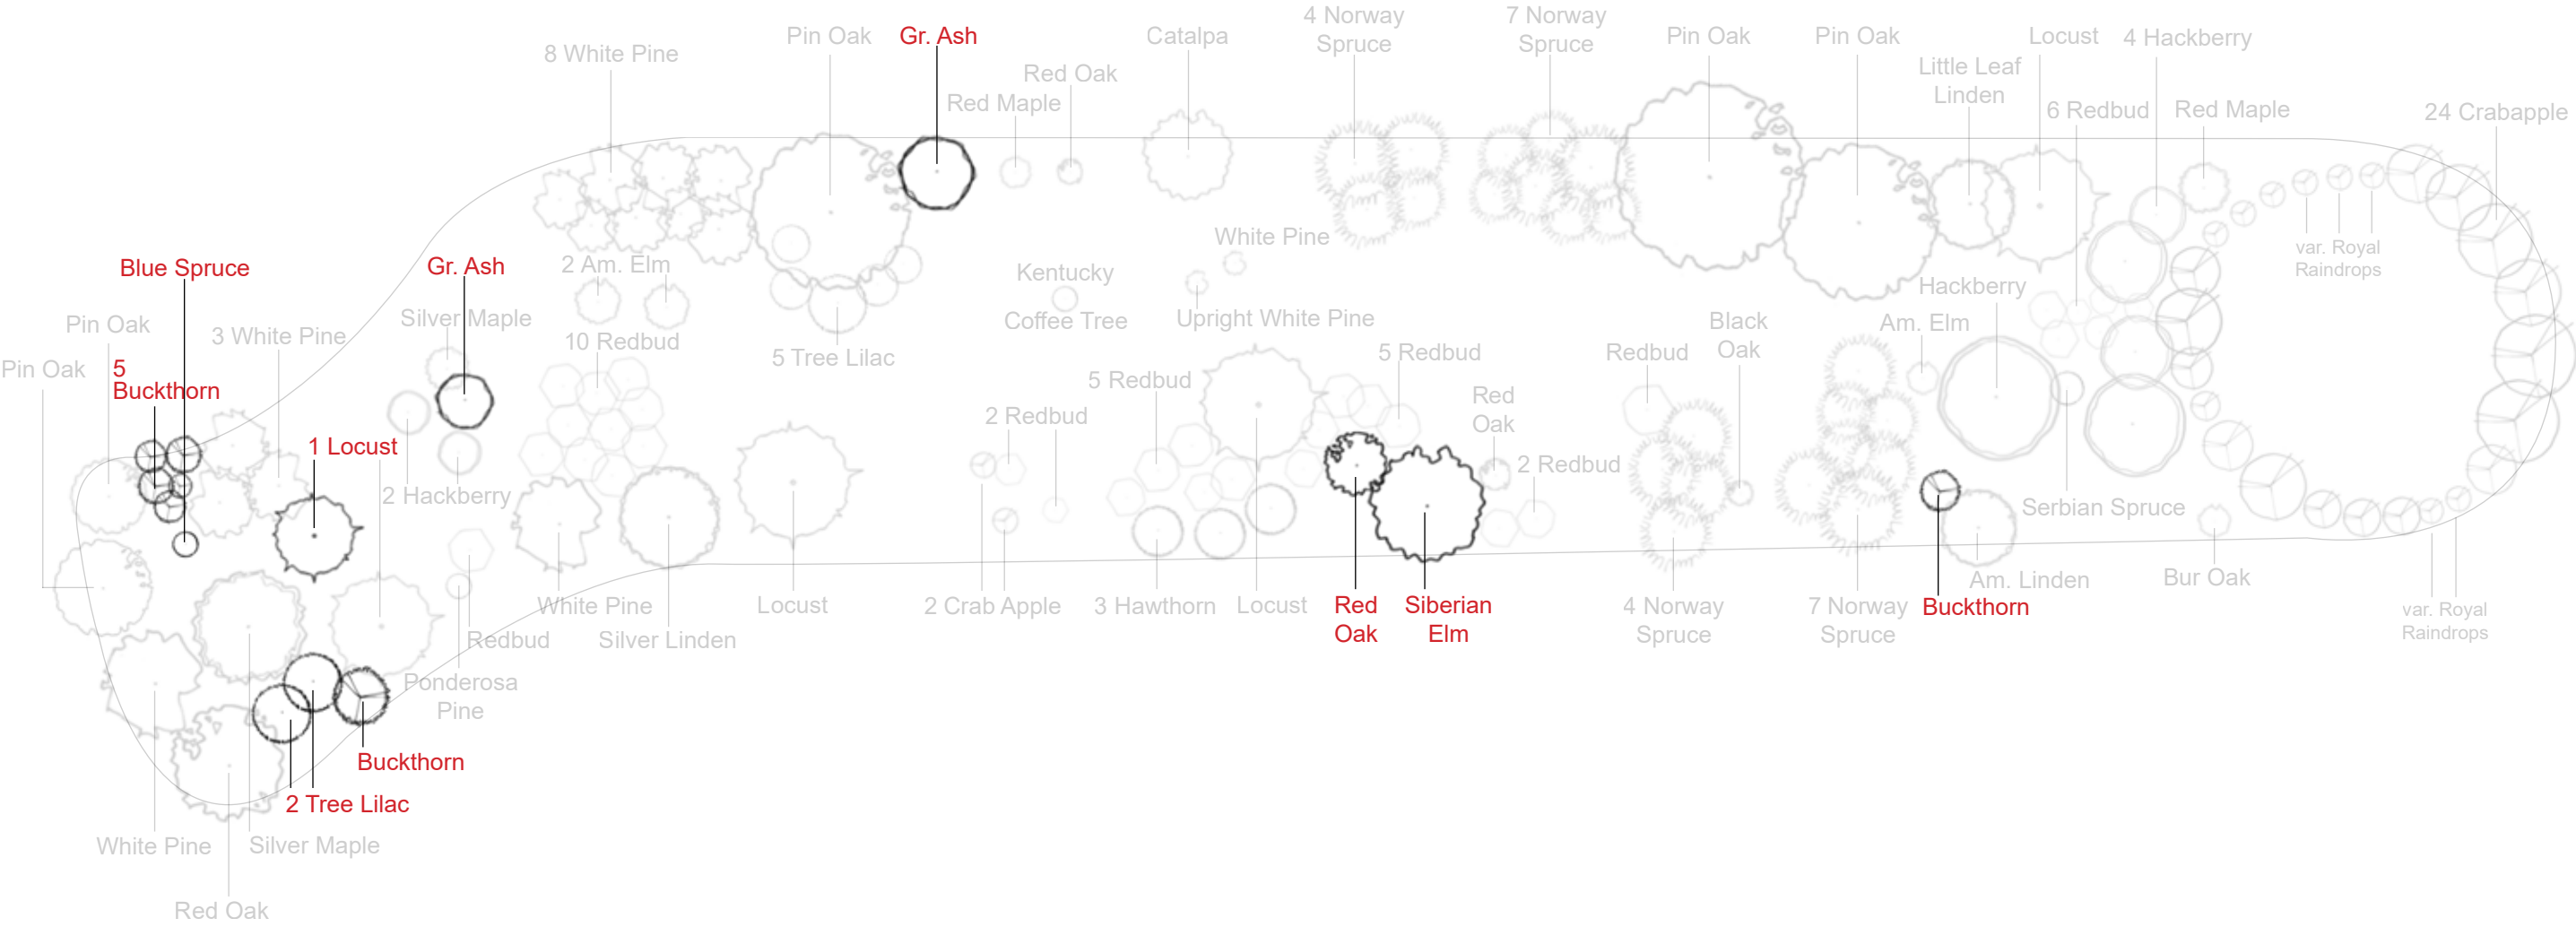 4 Norway
Spruce
7 Norway
Spruce
8 White Pine
Pin Oak
Gr. Ash
Red Maple
Red Oak
Catalpa
Pin Oak
Pin Oak
Little Leaf
Linden
Locust
4 Hackberry
6 Redbud
Red Maple
24 Crabapple
var. Royal
Raindrops
White Pine
Kentucky
Coffee Tree
Upright White Pine
Blue Spruce
Gr. Ash
2 Am. Elm
Silver Maple
10 Redbud
5 Tree Lilac
Pin Oak
Pin Oak
3 White Pine
5
Buckthorn
1 Locust
2 Hackberry
2 Redbud
5 Redbud
5 Redbud
Red
Oak
2 Redbud
Redbud
Black
Oak
Am. Elm
Hackberry
Serbian Spruce
Am. Linden
Bur Oak
var. Royal
Raindrops
White Pine
Silver Linden
Locust
2 Crab Apple
3 Hawthorn
Locust
Red
Oak
Siberian
Elm
4 Norway
Spruce
7 Norway
Spruce
Buckthorn
Redbud
Ponderosa
Pine
Buckthorn
2 Tree Lilac
White Pine
Silver Maple
Red Oak